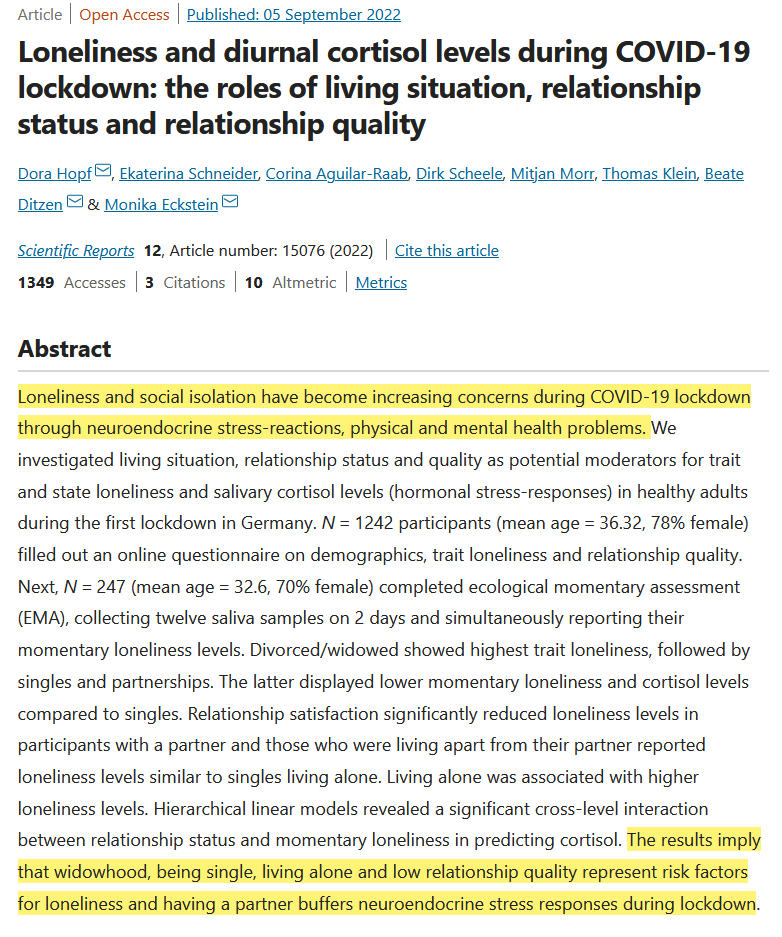 Article | Open Access | Published: 05 September 2022
Loneliness and diurnal cortisol levels during COVID-19
lockdown: the roles of living situation, relationship
status and relationship quality
Dora Hopf, Ekaterina Schneider, Corina Aguilar-Raab, Dirk Scheele, Mitjan Morr, Thomas Klein, Beate
Ditzen & Monika Eckstein
Scientific Reports 12, Article number: 15076 (2022) | Cite this article
1349 Accesses | 3 Citations | 10 Altmetric | Metrics
Abstract
Loneliness and social isolation have become increasing concerns during COVID-19 lockdown
through neuroendocrine stress-reactions, physical and mental health problems. We
investigated living situation, relationship status and quality as potential moderators for trait
and state loneliness and salivary cortisol levels (hormonal stress-responses) in healthy adults
during the first lockdown in Germany. N = 1242 participants (mean age = 36.32, 78% female)
filled out an online questionnaire on demographics, trait loneliness and relationship quality.
Next, N = 247 (mean age = 32.6, 70% female) completed ecological momentary assessment
(EMA), collecting twelve saliva samples on 2 days and simultaneously reporting their
momentary loneliness levels. Divorced/widowed showed highest trait loneliness, followed by
singles and partnerships. The latter displayed lower momentary loneliness and cortisol levels
compared to singles. Relationship satisfaction significantly reduced loneliness levels in
participants with a partner and those who were living apart from their partner reported
loneliness levels similar to singles living alone. Living alone was associated with higher
loneliness levels. Hierarchical linear models revealed a significant cross-level interaction
between relationship status and momentary loneliness in predicting cortisol. The results imply
that widowhood, being single, living alone and low relationship quality represent risk factors
for loneliness and having a partner buffers neuroendocrine stress responses during lockdown.